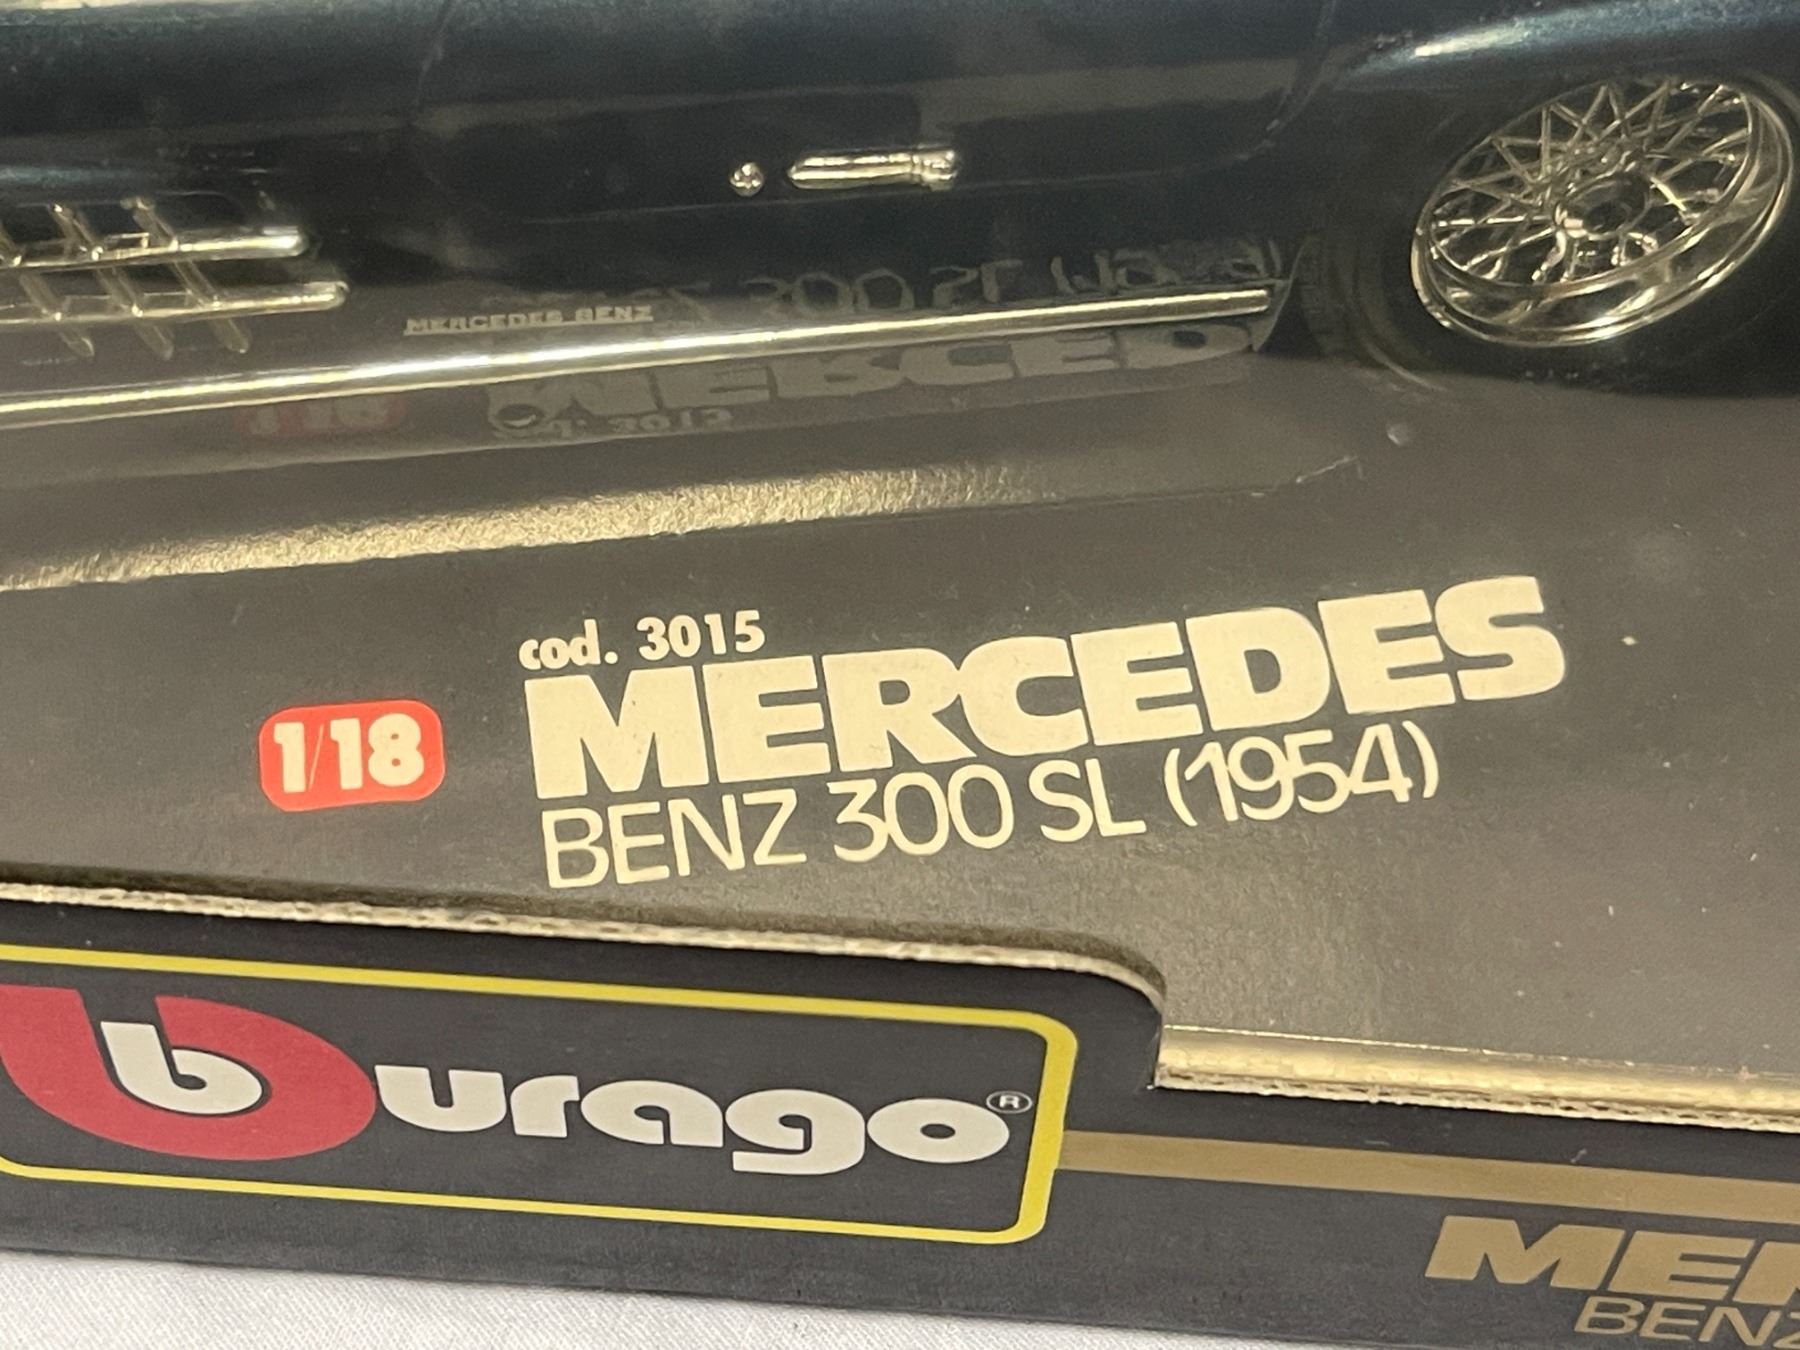 MERCEDES BENZ
cod. 3015
1/18
MERCEDES
BENZ 300 SL (1954)
burago®
MER
BENZ